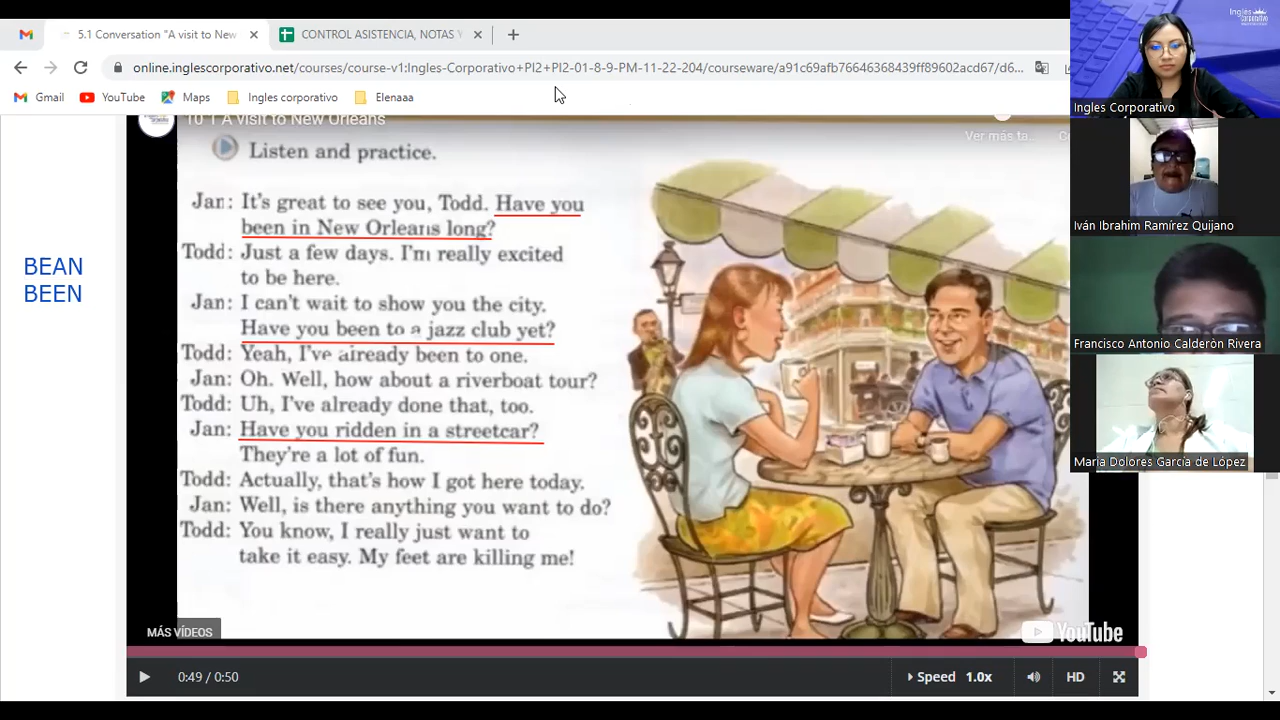 5.1 Conversation "A visit to New
CONTROL ASISTENCIA, NOTAS Y
online.inglescorporativo.net/courses/course-v1:Ingles-Corporativo+PI2+PI2-01-8-9-PM-11-22-204/courseware/a91c69afb76646368439ff89602acd67/d6...
Gmail
YouTube
Maps
Ingles corporativo
Elenaaa
10 1 A visit to New Orleans
Ver más ta...
Listen and practice.
Jan: It's great to see you, Todd. Have you
been in New Orleans long?
Todd: Just a few days. I'm really excited
to be here.
Jan: I can't wait to show you the city.
Have you been to a jazz club yet?
Todd: Yeah, I've already been to one.
Jan: Oh. Well, how about a riverboat tour?
Todd: Uh, I've already done that, too.
Jan: Have you ridden in a streetcar?
They're a lot of fun.
Todd: Actually, that's how I got here today.
Jan: Well, is there anything you want to do?
Todd: You know, I really just want to
take it easy. My feet are killing me!
BEAN
BEEN
MÁS VÍDEOS
YouTube
0:49 / 0:50
Speed 1.0x
HD
Ingles
corporativo
Ingles Corporativo
Iván Ibrahim Ramírez Quijano
Francisco Antonio Calderòn Rivera
Maria Dolores García de López